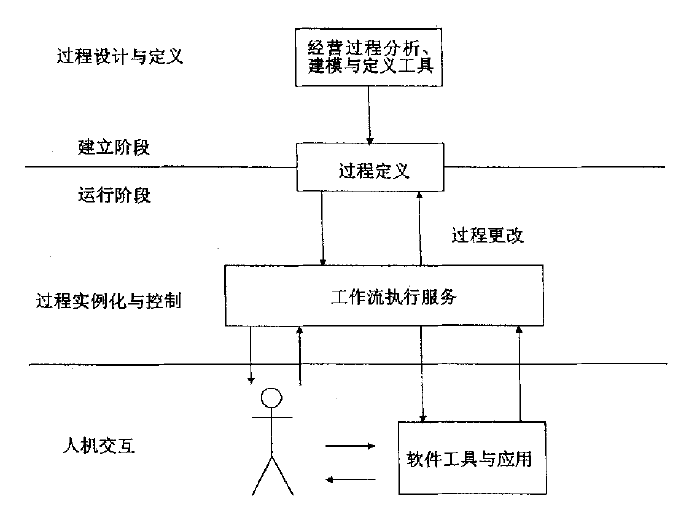 过程设计与定义
经营过程分析、
建模与定义工具
建立阶段
过程定义
运行阶段
过程更改
过程实例化与控制
工作流执行服务
人机交互
软件工具与应用